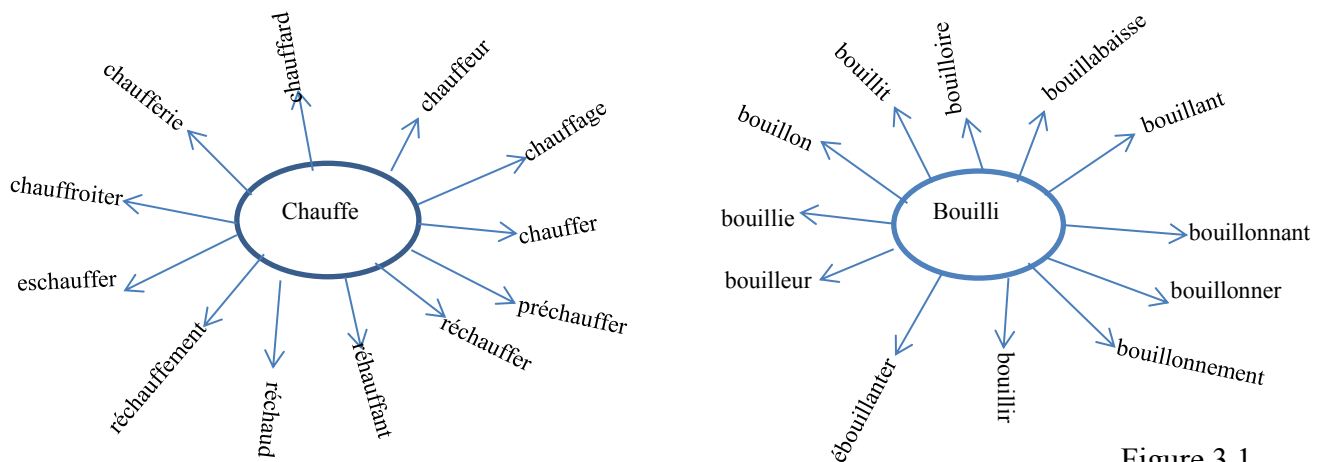 Chauffe
chauffard
chauffeur
chauffage
chauffer
préchauffer
réchauffer
réhauffant
réchaud
réchauffement
eschauffer
chauffroiter
chaufferie
Bouilli
bouilloire
bouillabaisse
bouillant
bouillonnant
bouillonner
bouillonnement
bouillir
ébouillanter
bouilleur
bouillie
bouillon
bouillit
Figure 3.1